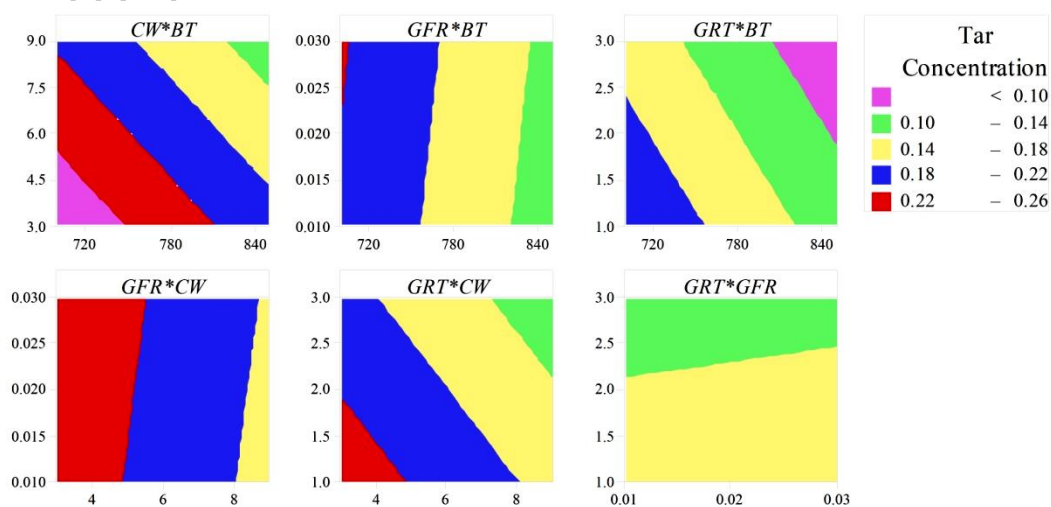 CW*BT
9.0
7.5
6.0
4.5
3.0
720 780 840
GFR*BT
0.030
0.025
0.020
0.015
0.010
720 780 840
GRT*BT
3.0
2.5
2.0
1.5
1.0
720 780 840
Tar
Concentration
< 0.10
0.10 – 0.14
0.14 – 0.18
0.18 – 0.22
0.22 – 0.26
GFR*CW
0.030
0.025
0.020
0.015
0.010
4 6 8
GRT*CW
3.0
2.5
2.0
1.5
1.0
4 6 8
GRT*GFR
3.0
2.5
2.0
1.5
1.0
0.01 0.02 0.03